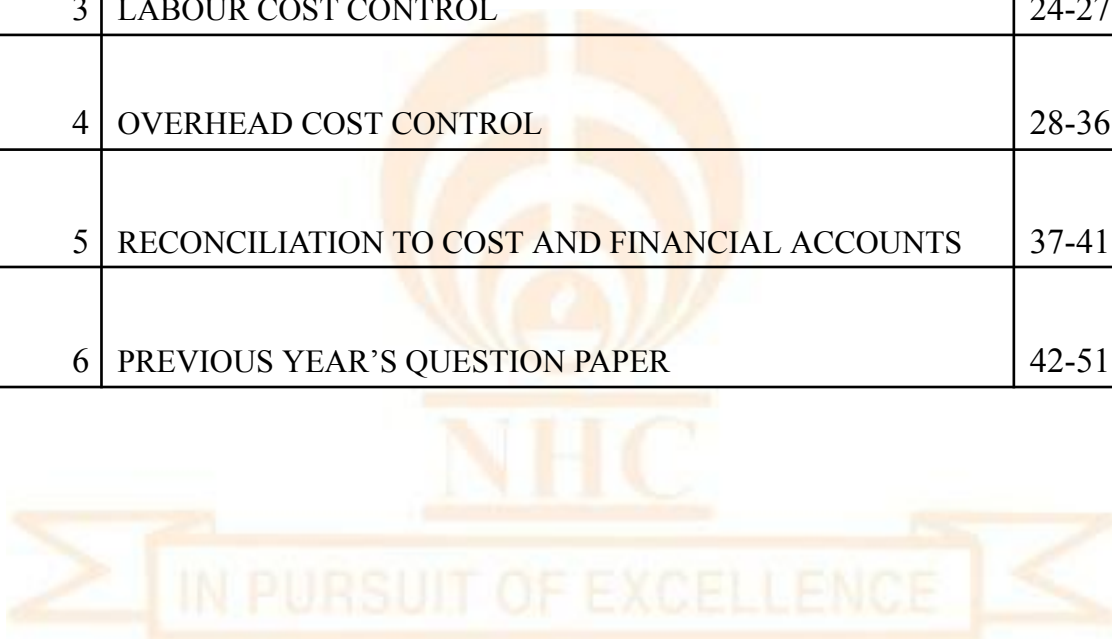 3 LABOUR COST CONTROL 24-27
4 OVERHEAD COST CONTROL 28-36
5 RECONCILIATION TO COST AND FINANCIAL ACCOUNTS 37-41
6 PREVIOUS YEAR’S QUESTION PAPER 42-51
NHC
IN PURSUIT OF EXCELLENCE